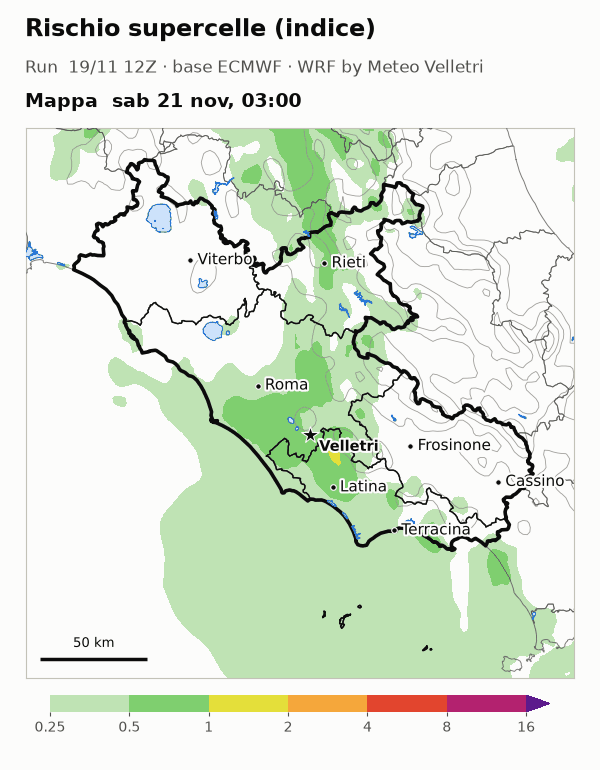 Rischio supercelle (indice)
Run  19/11 12Z · base ECMWF · WRF by Meteo Velletri
Mappa  sab 21 nov, 03:00
Viterbo
Rieti
Roma
Velletri
Frosinone
Cassino
Latina
Terracina
50 km
0.25 0.5 1 2 4 8 16